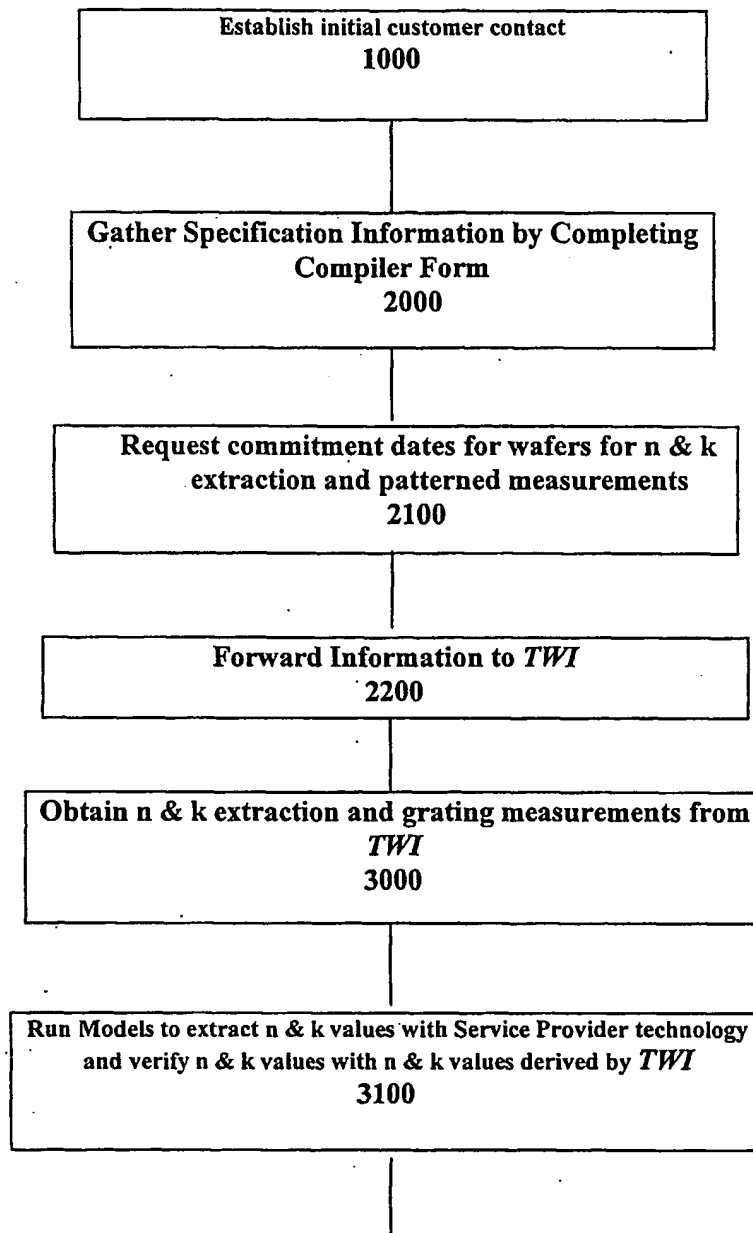 Establish initial customer contact
1000
Gather Specification Information by Completing
Compiler Form
2000
Request commitment dates for wafers for n & k
extraction and patterned measurements
2100
Forward Information to TWI
2200
Obtain n & k extraction and grating measurements from
TWI
3000
Run Models to extract n & k values with Service Provider technology
and verify n & k values with n & k values derived by TWI
3100